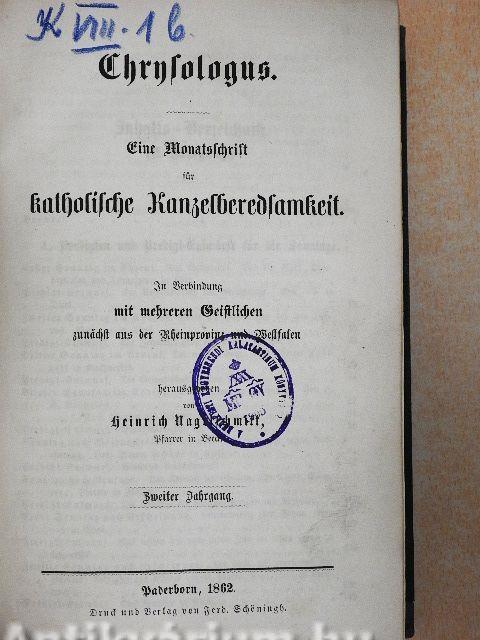 K VIII. 1 b
Chrysologus.
Eine Monatsschrift
für
katholische Kanzelberedsamkeit.
In Verbindung
mit mehreren Geistlichen
zunächst aus der Rheinprovinz und Westfalen
herausgegeben
von
Heinrich Nagelschmitt,
Pfarrer in
Zweiter Jahrgang.
Paderborn, 1862.
Druck und Verlag von Ferd. Schöningh.